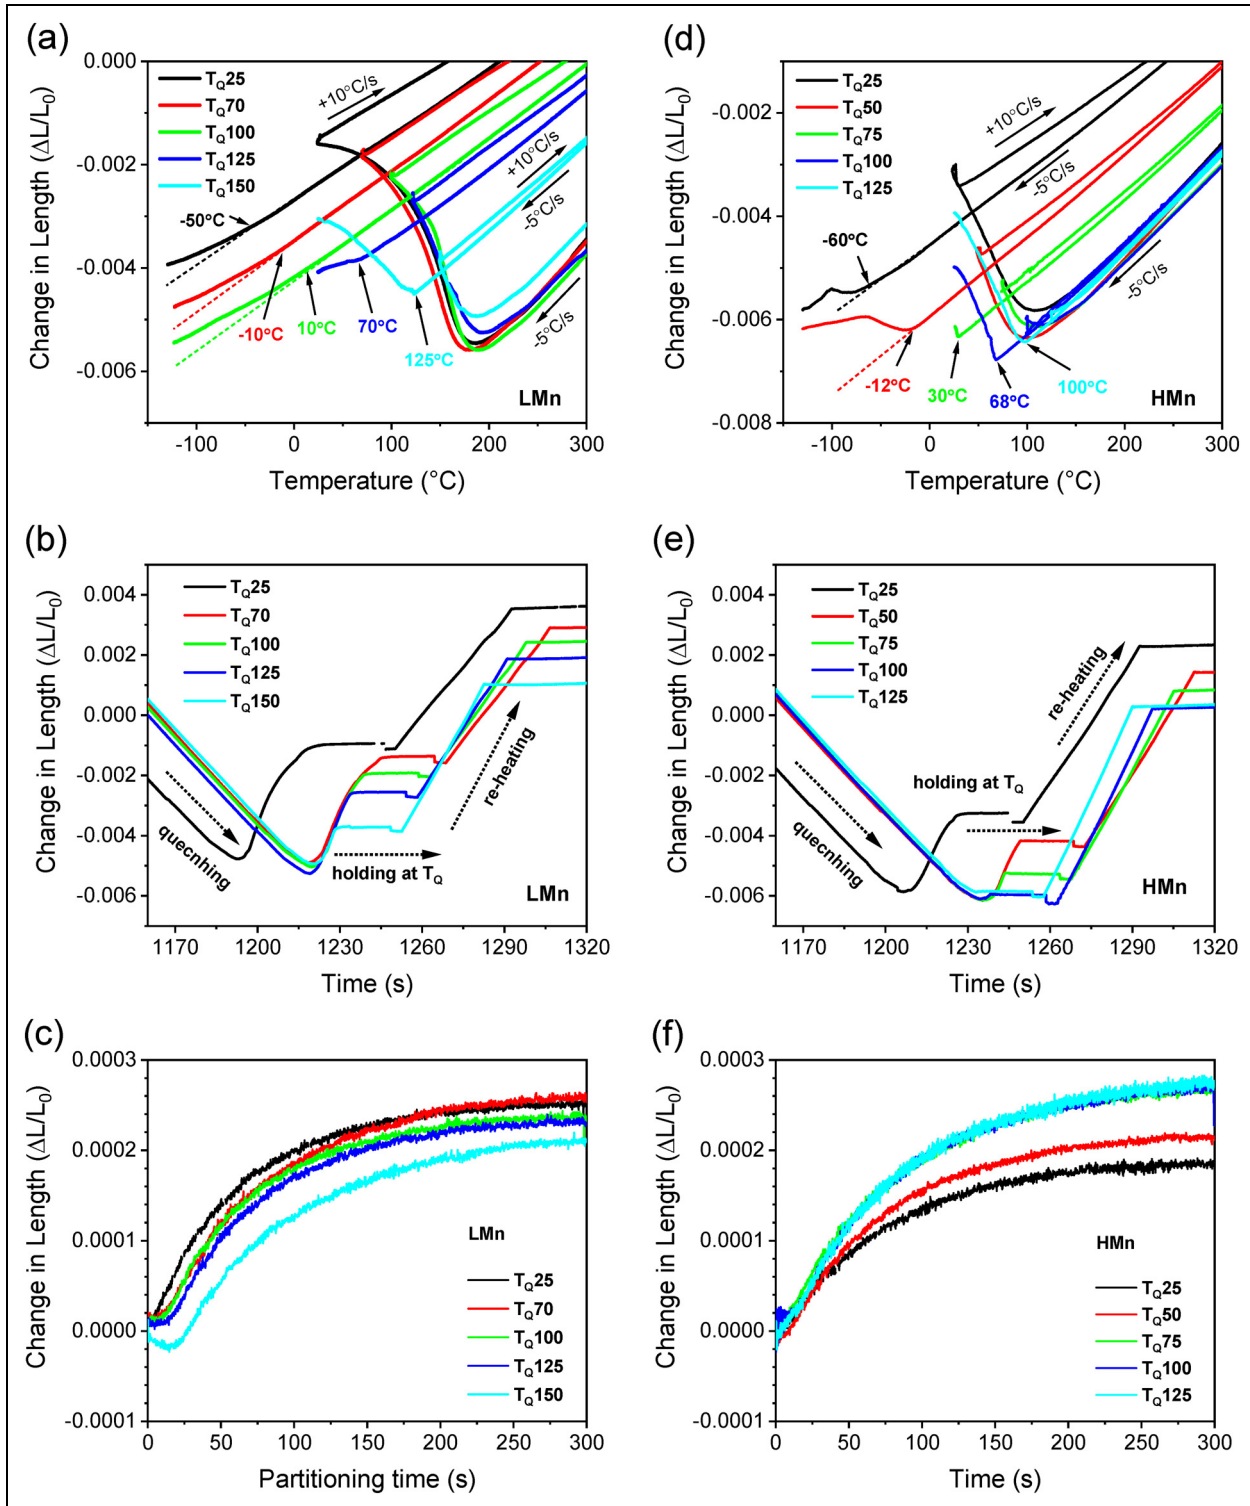 (a)
0.000
-0.002
-0.004
-0.006
Change in Length (ΔL/L₀)
T_Q25
T_Q70
T_Q100
T_Q125
T_Q150
+10°C/s
+10°C/s
-5°C/s
-5°C/s
-50°C
-10°C
10°C
70°C
125°C
LMn
-100
0
100
200
300
Temperature (°C)
(d)
-0.002
-0.004
-0.006
-0.008
Change in Length (ΔL/L₀)
T_Q25
T_Q50
T_Q75
T_Q100
T_Q125
+10°C/s
-5°C/s
-5°C/s
-60°C
-12°C
30°C
68°C
100°C
HMn
-100
0
100
200
300
Temperature (°C)
(b)
0.004
0.002
0.000
-0.002
-0.004
-0.006
Change in Length (ΔL/L₀)
T_Q25
T_Q70
T_Q100
T_Q125
T_Q150
quecnhing
holding at T_Q
re-heating
LMn
1170
1200
1230
1260
1290
1320
Time (s)
(e)
0.004
0.002
0.000
-0.002
-0.004
-0.006
Change in Length (ΔL/L₀)
T_Q25
T_Q50
T_Q75
T_Q100
T_Q125
re-heating
holding at T_Q
quecnhing
HMn
1170
1200
1230
1260
1290
1320
Time (s)
(c)
0.0003
0.0002
0.0001
0.0000
-0.0001
Change in Length (ΔL/L₀)
LMn
T_Q25
T_Q70
T_Q100
T_Q125
T_Q150
0
50
100
150
200
250
300
Partitioning time (s)
(f)
0.0003
0.0002
0.0001
0.0000
-0.0001
Change in Length (ΔL/L₀)
HMn
T_Q25
T_Q50
T_Q75
T_Q100
T_Q125
0
50
100
150
200
250
300
Time (s)